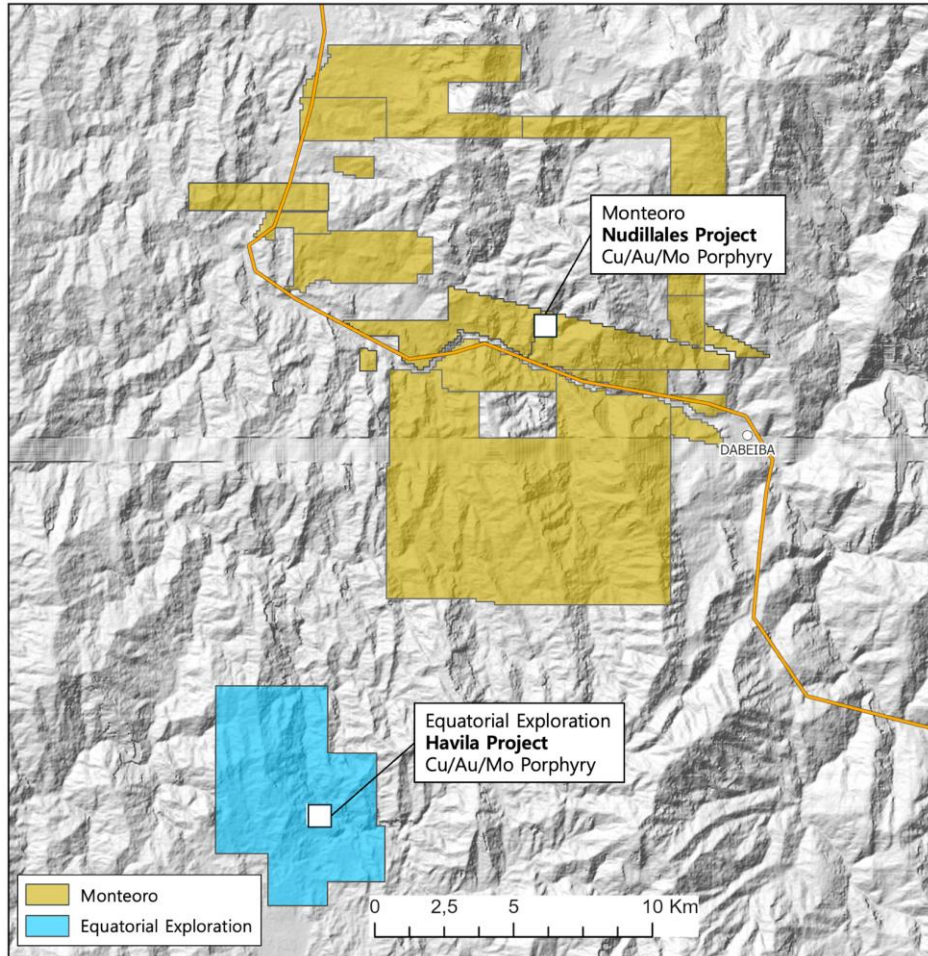 Monteoro
Nudillales Project
Cu/Au/Mo Porphyry
DABEIBA
Equatorial Exploration
Havila Project
Cu/Au/Mo Porphyry
Monteoro
Equatorial Exploration
0 2,5 5 10 Km